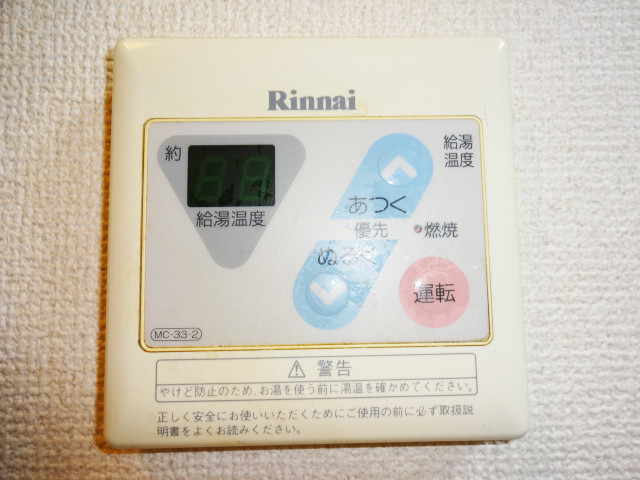 Rinnai
約
給湯温度
給湯
温度
あつく
優先
燃焼
ぬるく
運転
MC-33-2
警告
やけど防止のため、お湯を使う前に湯温を確かめてください。
正しく安全にお使いいただくためにご使用の前に必ず取扱説
明書をよくお読みください。